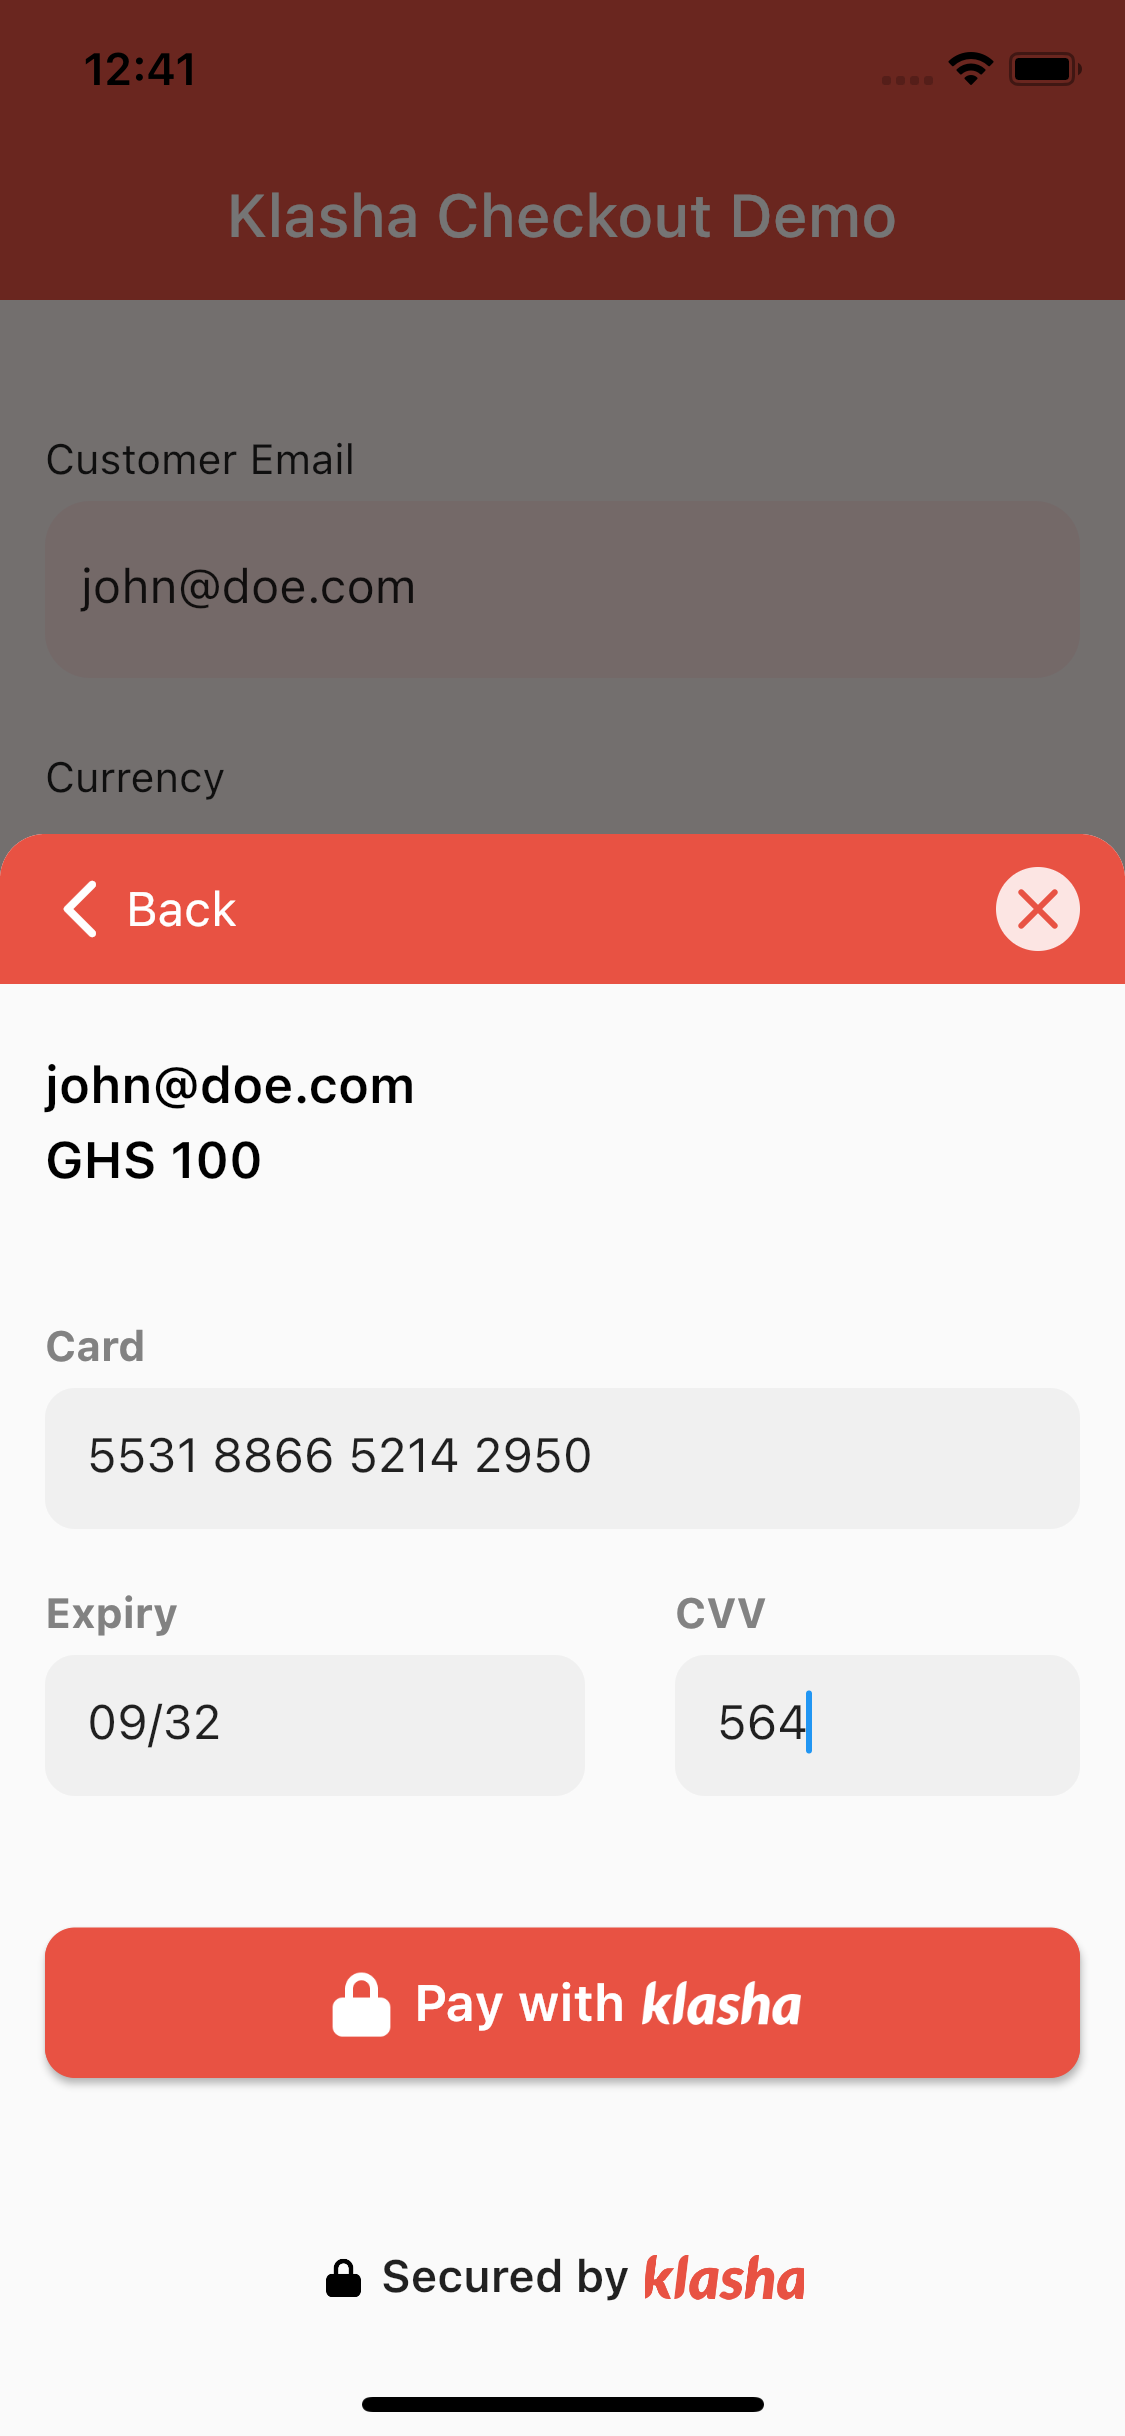 12:41
Klasha Checkout Demo
Customer Email
john@doe.com
Currency
Back
john@doe.com
GHS 100
Card
5531 8866 5214 2950
Expiry
CVV
09/32
564
Pay with klasha
Secured by klasha